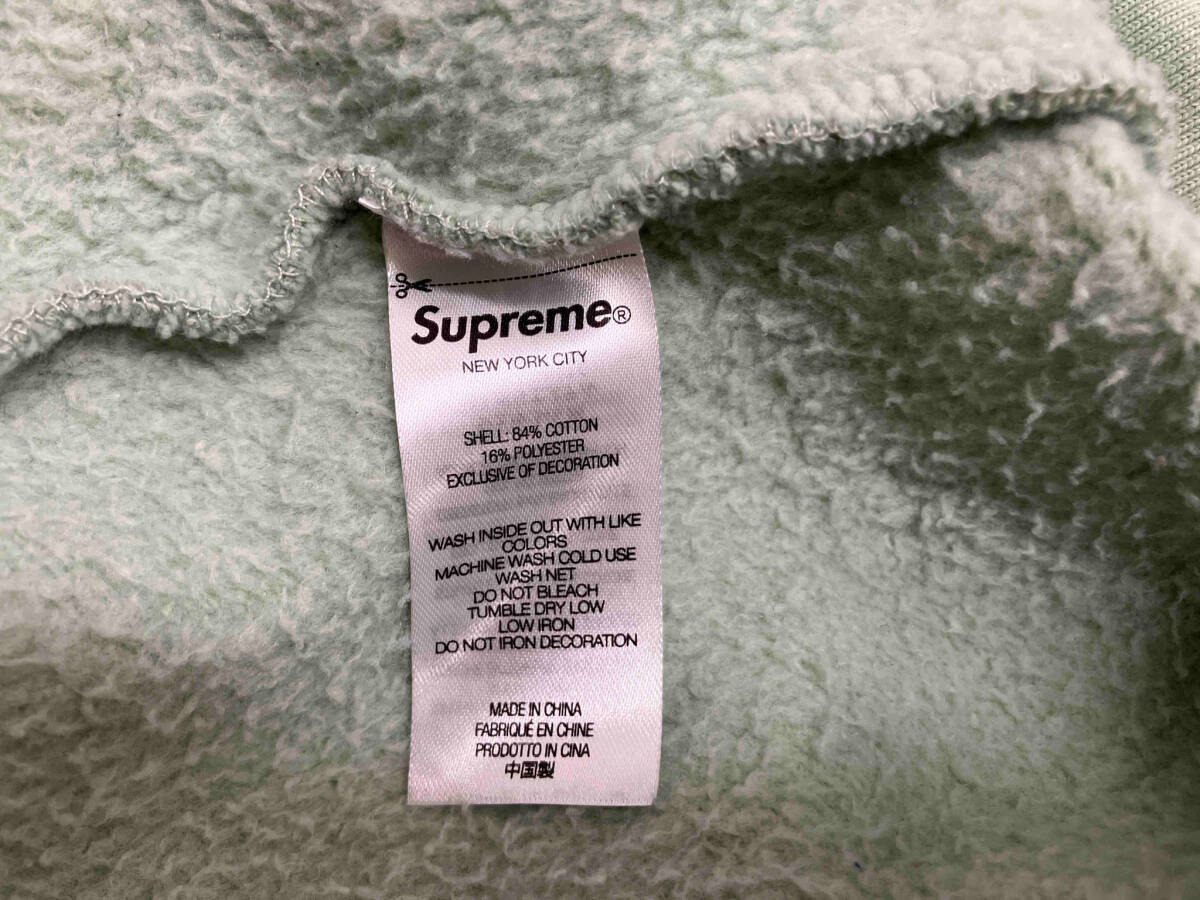 Supreme®
NEW YORK CITY
SHELL: 84% COTTON
16% POLYESTER
EXCLUSIVE OF DECORATION
WASH INSIDE OUT WITH LIKE
COLORS
MACHINE WASH COLD USE
WASH NET
DO NOT BLEACH
TUMBLE DRY LOW
LOW IRON
DO NOT IRON DECORATION
MADE IN CHINA
FABRIQUÉ EN CHINE
PRODOTTO IN CINA
中国製